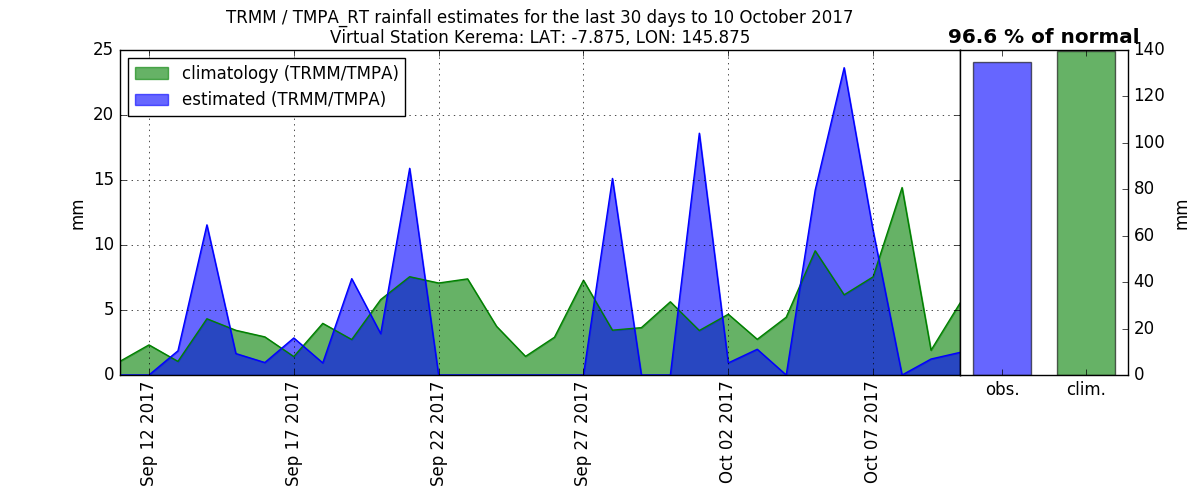 TRMM / TMPA_RT rainfall estimates for the last 30 days to 10 October 2017
Virtual Station Kerema: LAT: -7.875, LON: 145.875
96.6 % of normal
climatology (TRMM/TMPA)
estimated (TRMM/TMPA)
25
20
15
10
5
0
mm
140
120
100
80
60
40
20
0
mm
Sep 12 2017
Sep 17 2017
Sep 22 2017
Sep 27 2017
Oct 02 2017
Oct 07 2017
obs.
clim.